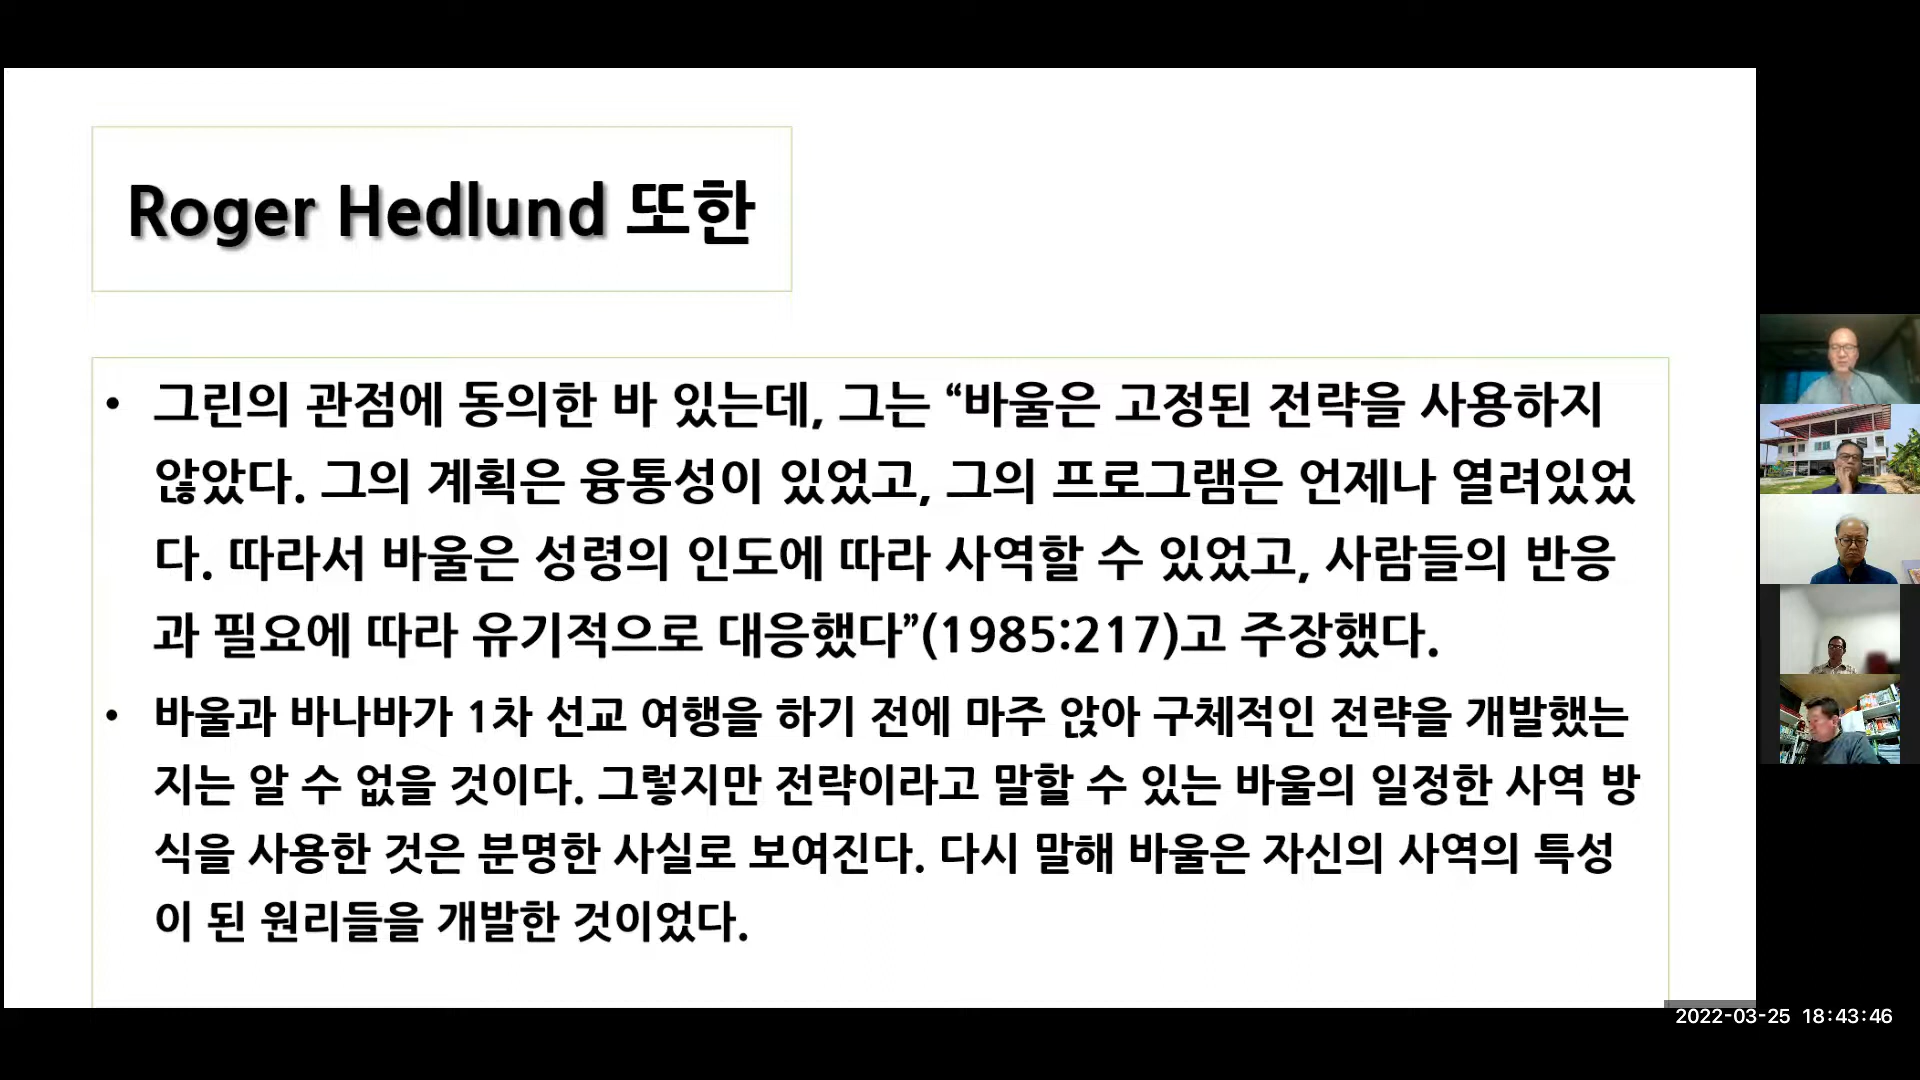 Roger Hedlund 또한
• 그린의 관점에 동의한 바 있는데, 그는 “바울은 고정된 전략을 사용하지
않았다. 그의 계획은 융통성이 있었고, 그의 프로그램은 언제나 열려있었
다. 따라서 바울은 성령의 인도에 따라 사역할 수 있었고, 사람들의 반응
과 필요에 따라 유기적으로 대응했다”(1985:217)고 주장했다.
• 바울과 바나바가 1차 선교 여행을 하기 전에 마주 앉아 구체적인 전략을 개발했는
지는 알 수 없을 것이다. 그렇지만 전략이라고 말할 수 있는 바울의 일정한 사역 방
식을 사용한 것은 분명한 사실로 보여진다. 다시 말해 바울은 자신의 사역의 특성
이 된 원리들을 개발한 것이었다.
2022-03-25 18:43:46